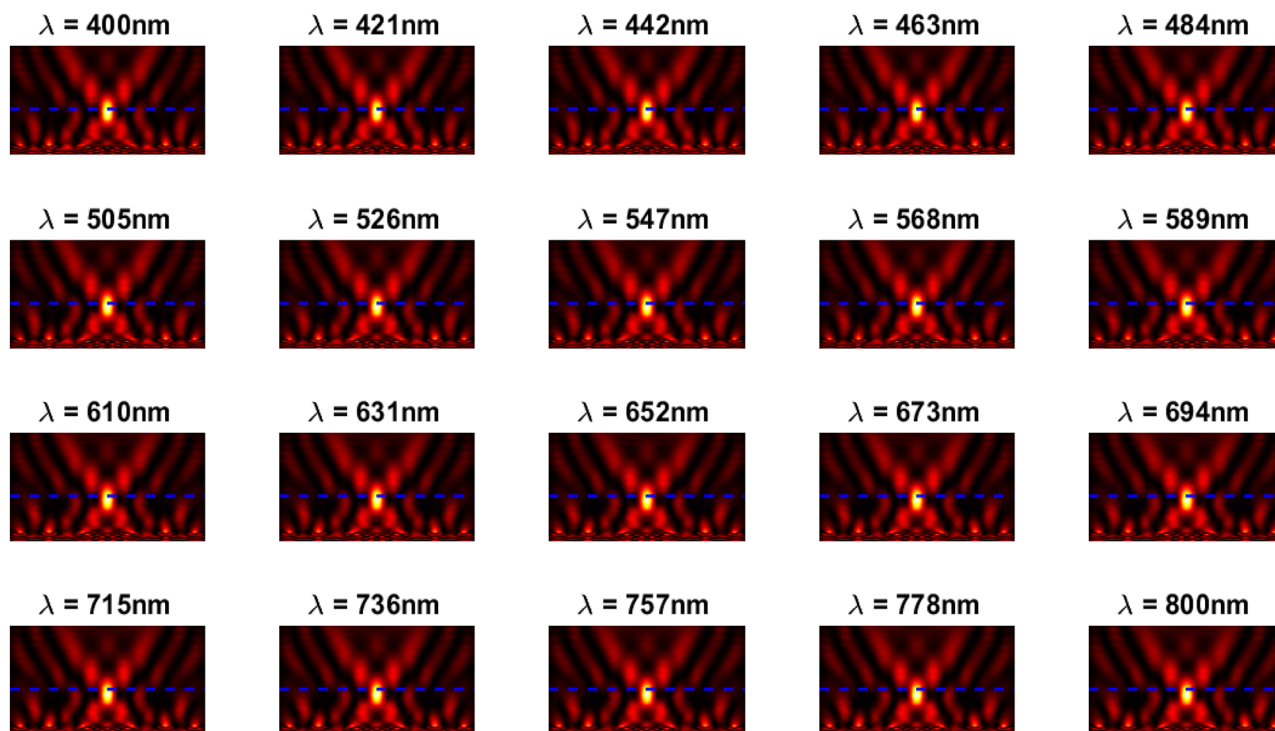 λ = 400nm λ = 421nm λ = 442nm λ = 463nm λ = 484nm
λ = 505nm λ = 526nm λ = 547nm λ = 568nm λ = 589nm
λ = 610nm λ = 631nm λ = 652nm λ = 673nm λ = 694nm
λ = 715nm λ = 736nm λ = 757nm λ = 778nm λ = 800nm